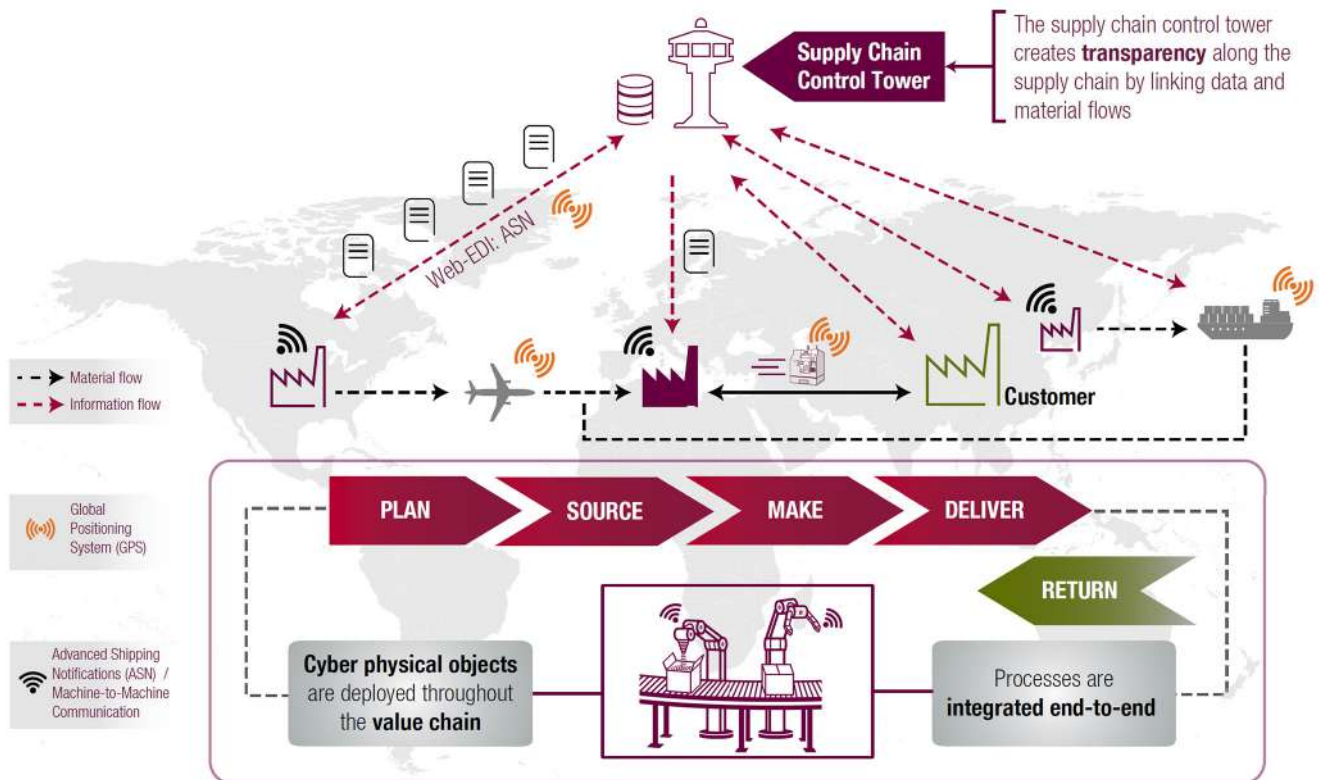 Supply Chain
Control Tower
The supply chain control tower
creates transparency along the
supply chain by linking data and
material flows
Web-EDI: ASN
Material flow
Information flow
Customer
Global
Positioning
System (GPS)
Advanced Shipping
Notifications (ASN) /
Machine-to-Machine
Communication
PLAN
SOURCE
MAKE
DELIVER
RETURN
Cyber physical objects
are deployed throughout
the value chain
Processes are
integrated end-to-end